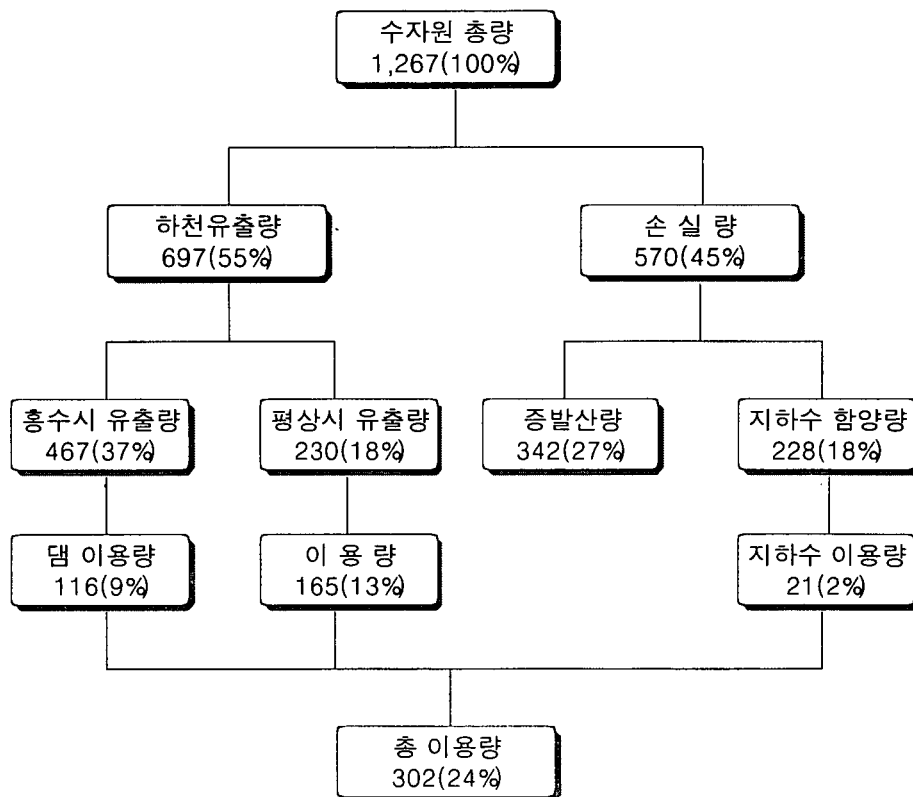 수자원 총량
1,267(100%)
하천유출량
697(55%)
손 실 량
570(45%)
홍수시 유출량
467(37%)
평상시 유출량
230(18%)
증발산량
342(27%)
지하수 함양량
228(18%)
댐 이용량
116(9%)
이 용 량
165(13%)
지하수 이용량
21(2%)
총 이용량
302(24%)